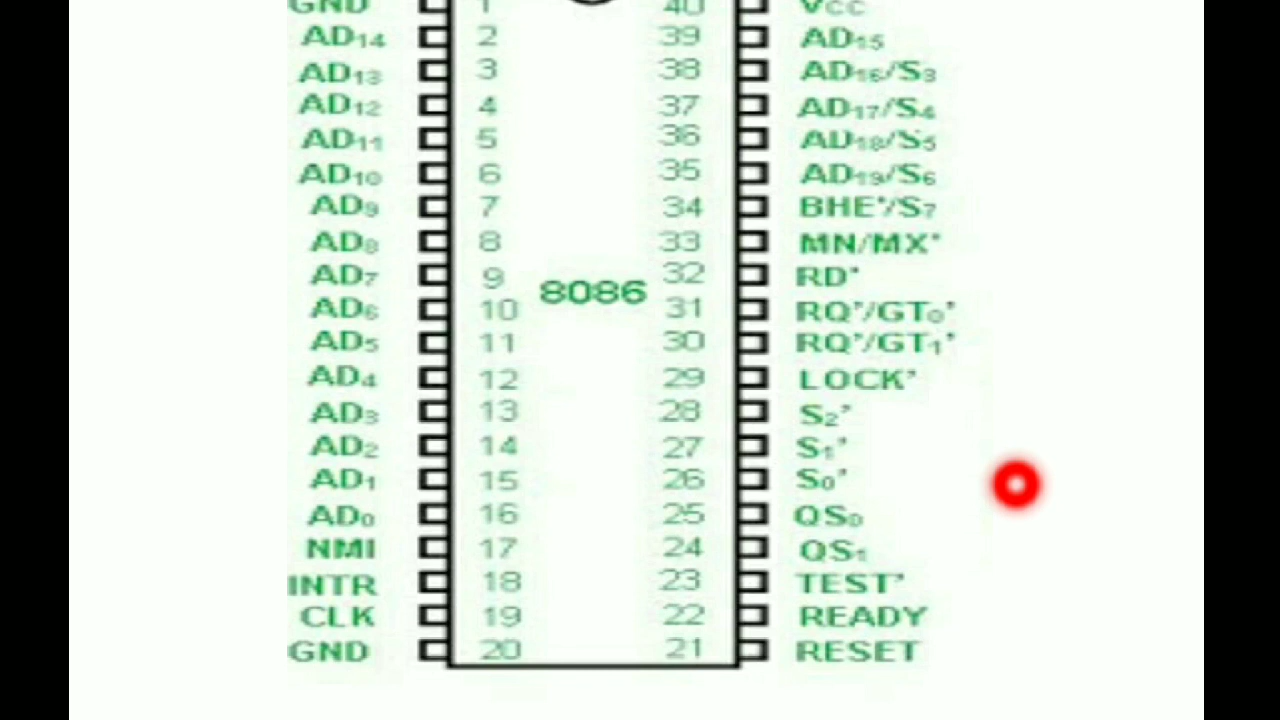 GND 1 40 VCC
AD14 2 39 AD15
AD13 3 38 AD16/S3
AD12 4 37 AD17/S4
AD11 5 36 AD18/S5
AD10 6 35 AD19/S6
AD9 7 34 BHE'/S7
AD8 8 33 MN/MX'
AD7 9 32 RD'
8086
AD6 10 31 RQ'/GT0'
AD5 11 30 RQ'/GT1'
AD4 12 29 LOCK'
AD3 13 28 S2'
AD2 14 27 S1'
AD1 15 26 S0'
AD0 16 25 QS0
NMI 17 24 QS1
INTR 18 23 TEST'
CLK 19 22 READY
GND 20 21 RESET